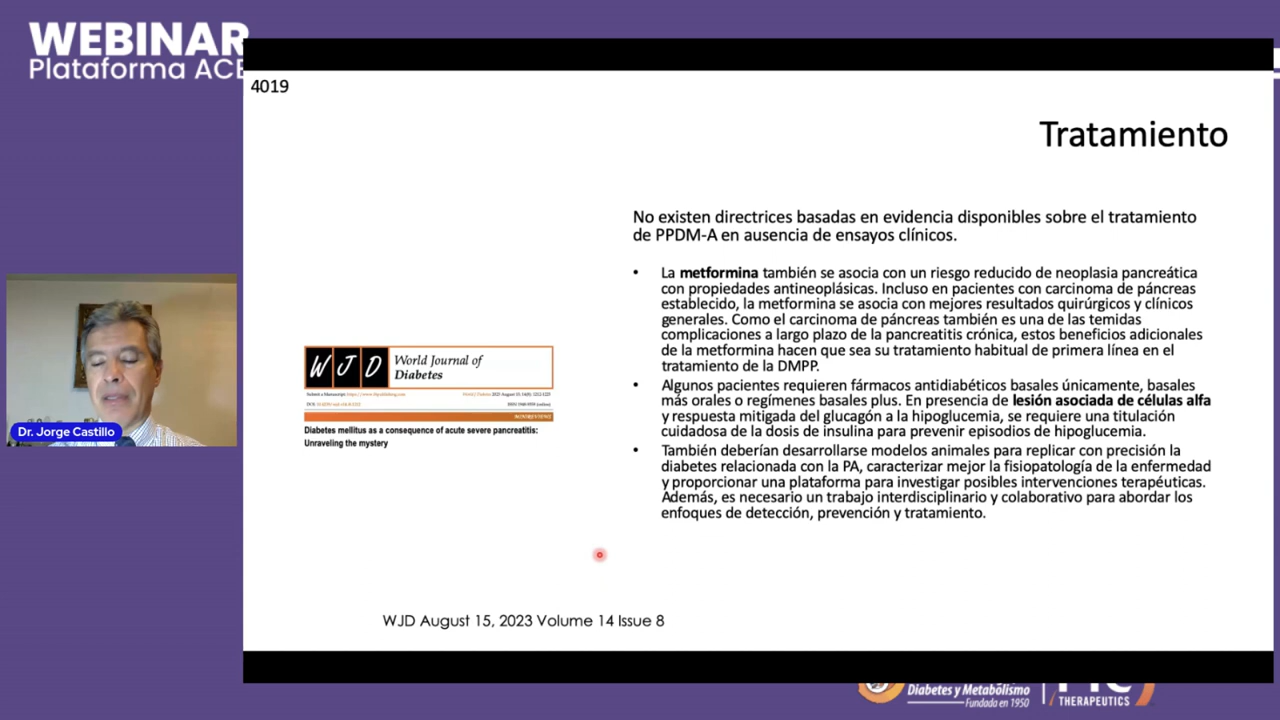 WEBINAR
Plataforma ACE
4019
Tratamiento
No existen directrices basadas en evidencia disponibles sobre el tratamiento
de PPDM-A en ausencia de ensayos clínicos.
• La metformina también se asocia con un riesgo reducido de neoplasia pancreática
con propiedades antineoplásicas. Incluso en pacientes con carcinoma de páncreas
establecido, la metformina se asocia con mejores resultados quirúrgicos y clínicos
generales. Como el carcinoma de páncreas también es una de las temidas
complicaciones a largo plazo de la pancreatitis crónica, estos beneficios adicionales
de la metformina hacen que sea su tratamiento habitual de primera línea en el
tratamiento de la DMPP.
• Algunos pacientes requieren fármacos antidiabéticos basales únicamente, basales
más orales o regímenes basales plus. En presencia de lesión asociada de células alfa
y respuesta mitigada del glucagón a la hipoglucemia, se requiere una titulación
cuidadosa de la dosis de insulina para prevenir episodios de hipoglucemia.
• También deberían desarrollarse modelos animales para replicar con precisión la
diabetes relacionada con la PA, caracterizar mejor la fisiopatología de la enfermedad
y proporcionar una plataforma para investigar posibles intervenciones terapéuticas.
Además, es necesario un trabajo interdisciplinario y colaborativo para abordar los
enfoques de detección, prevención y tratamiento.
WJD World Journal of
Diabetes
Diabetes mellitus as a consequence of acute severe pancreatitis:
Unraveling the mystery
Dr. Jorge Castillo
WJD August 15, 2023 Volume 14 Issue 8
Diabetes y Metabolismo
Fundada en 1950
THERAPEUTICS